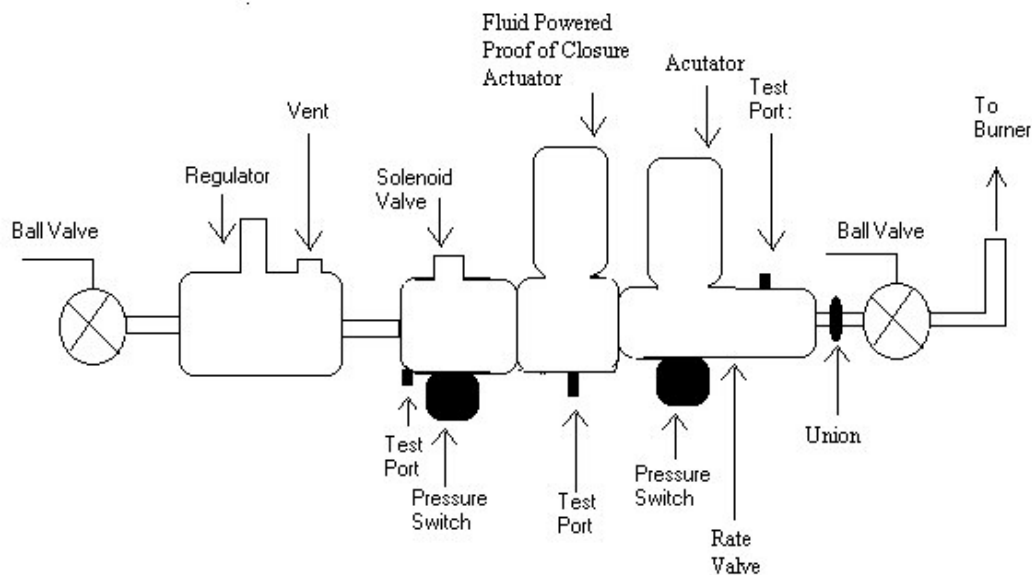 Fluid Powered
Proof of Closure
Actuator
Acutator
Test
Port:
To
Burner
Vent
Regulator
Solenoid
Valve
Ball Valve
Ball Valve
Test
Port
Pressure
Switch
Test
Port
Pressure
Switch
Rate
Valve
Union